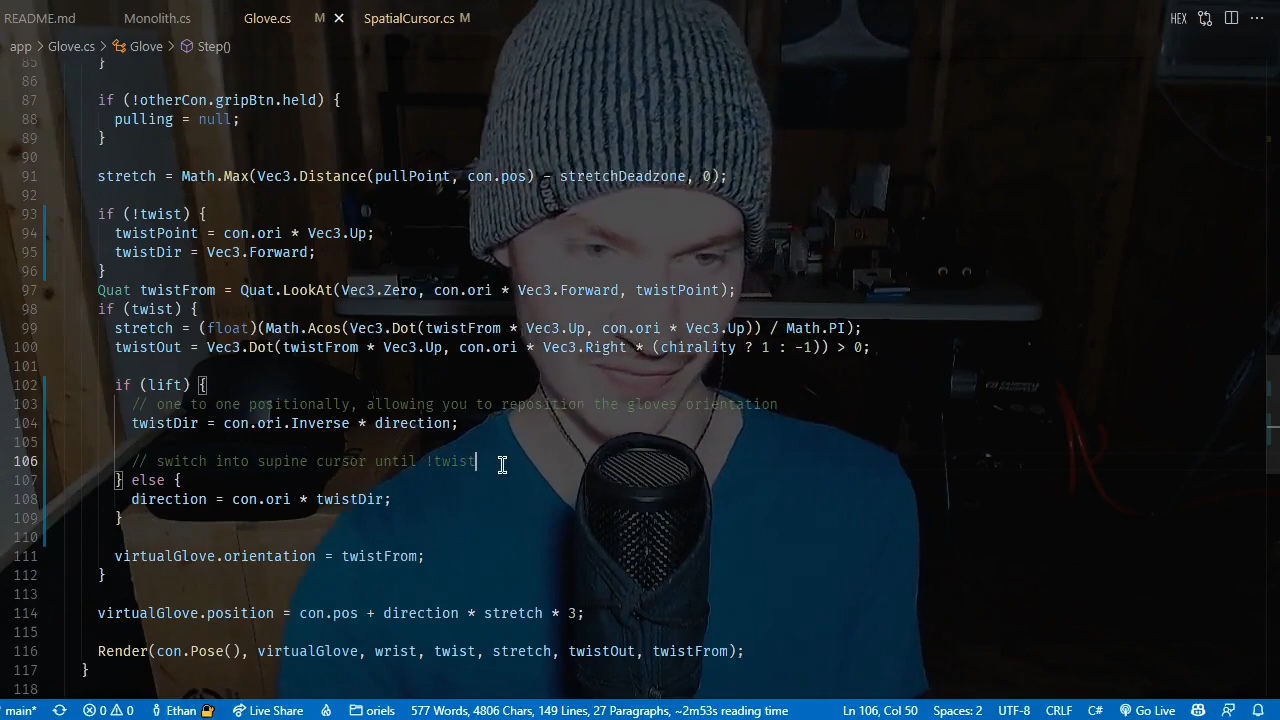 README.md Monolith.cs Glove.cs M SpatialCursor.cs M HEX
app > Glove.cs > Glove > Step()
85 }
86
87 if (!otherCon.gripBtn.held) {
88 pulling = null;
89 }
90
91 stretch = Math.Max(Vec3.Distance(pullPoint, con.pos) - stretchDeadzone, 0);
92
93 if (!twist) {
94 twistPoint = con.ori * Vec3.Up;
95 twistDir = Vec3.Forward;
96 }
97 Quat twistFrom = Quat.LookAt(Vec3.Zero, con.ori * Vec3.Forward, twistPoint);
98 if (twist) {
99 stretch = (float)(Math.Acos(Vec3.Dot(twistFrom * Vec3.Up, con.ori * Vec3.Up)) / Math.PI);
100 twistOut = Vec3.Dot(twistFrom * Vec3.Up, con.ori * Vec3.Right * (chirality ? 1 : -1)) > 0;
101
102 if (lift) {
103 // one to one positionally, allowing you to reposition the gloves orientation
104 twistDir = con.ori.Inverse * direction;
105
106 // switch into supine cursor until !twist
107 } else {
108 direction = con.ori * twistDir;
109 }
110
111 virtualGlove.orientation = twistFrom;
112 }
113
114 virtualGlove.position = con.pos + direction * stretch * 3;
115
116 Render(con.Pose(), virtualGlove, wrist, twist, stretch, twistOut, twistFrom);
117 }
118
main* 0 0 Ethan Live Share oriels 577 Words, 4806 Chars, 149 Lines, 27 Paragraphs, ~2m53s reading time Ln 106, Col 50 Spaces: 2 UTF-8 CRLF C# Go Live